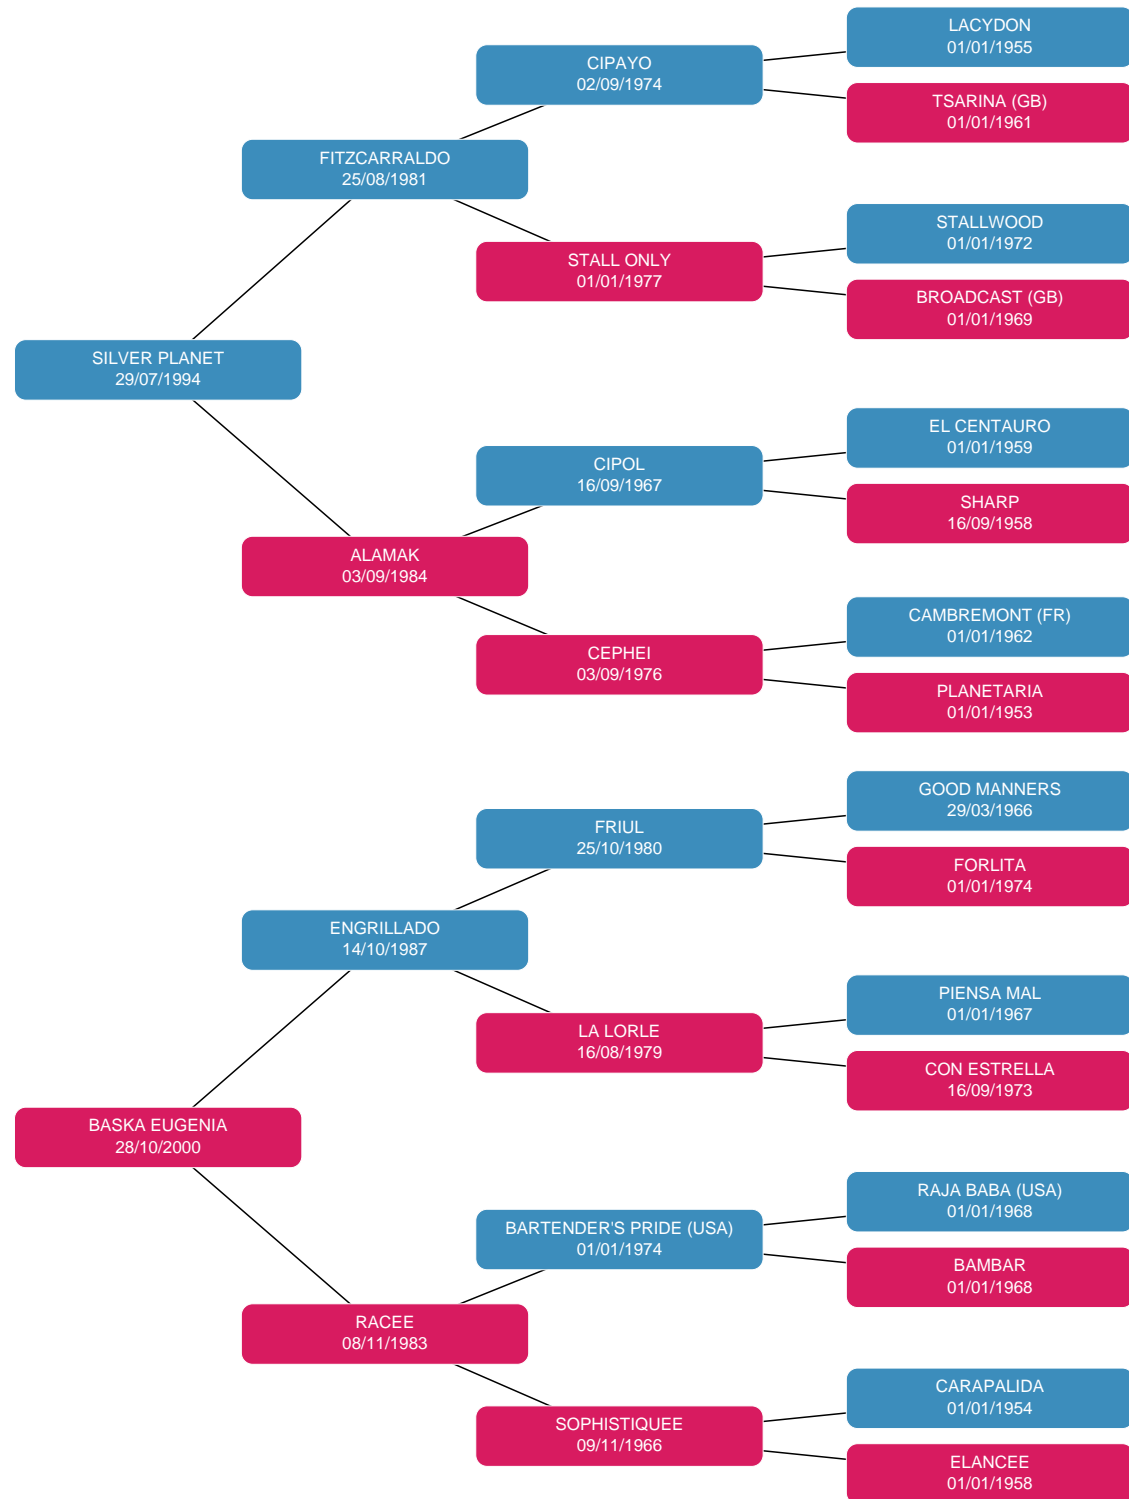 LACYDON
01/01/1955
CIPAYO
02/09/1974
TSARINA (GB)
01/01/1961
FITZCARRALDO
25/08/1981
STALLWOOD
01/01/1972
STALL ONLY
01/01/1977
BROADCAST (GB)
01/01/1969
SILVER PLANET
29/07/1994
EL CENTAURO
01/01/1959
CIPOL
16/09/1967
SHARP
16/09/1958
ALAMAK
03/09/1984
CAMBREMONT (FR)
01/01/1962
CEPHEI
03/09/1976
PLANETARIA
01/01/1953
GOOD MANNERS
29/03/1966
FRIUL
25/10/1980
FORLITA
01/01/1974
ENGRILLADO
14/10/1987
PIENSA MAL
01/01/1967
LA LORLE
16/08/1979
CON ESTRELLA
16/09/1973
BASKA EUGENIA
28/10/2000
RAJA BABA (USA)
01/01/1968
BARTENDER'S PRIDE (USA)
01/01/1974
BAMBAR
01/01/1968
RACEE
08/11/1983
CARAPALIDA
01/01/1954
SOPHISTIQUEE
09/11/1966
ELANCEE
01/01/1958